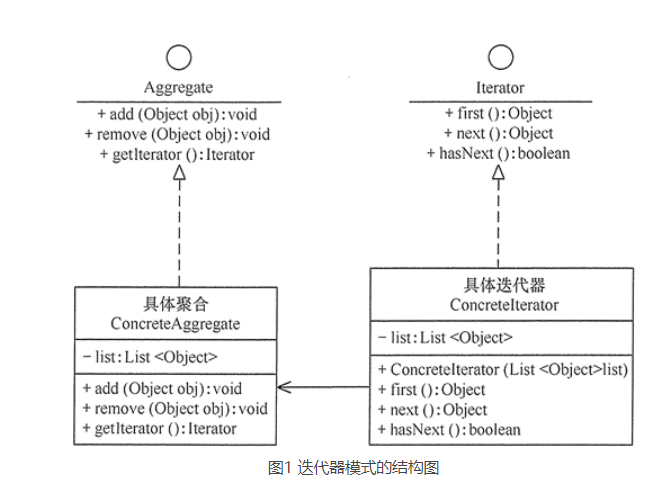 Aggregate
+ add (Object obj) : void
+ remove (Object obj) : void
+ getIterator () : Iterator
Iterator
+ first () : Object
+ next () : Object
+ hasNext () : boolean
具体聚合
ConcreteAggregate
- list : List <Object>
+ add (Object obj) : void
+ remove (Object obj) : void
+ getIterator () : Iterator
具体迭代器
ConcreteIterator
- list : List <Object>
+ ConcreteIterator (List <Object>list)
+ first () : Object
+ next () : Object
+ hasNext () : boolean
图1 迭代器模式的结构图